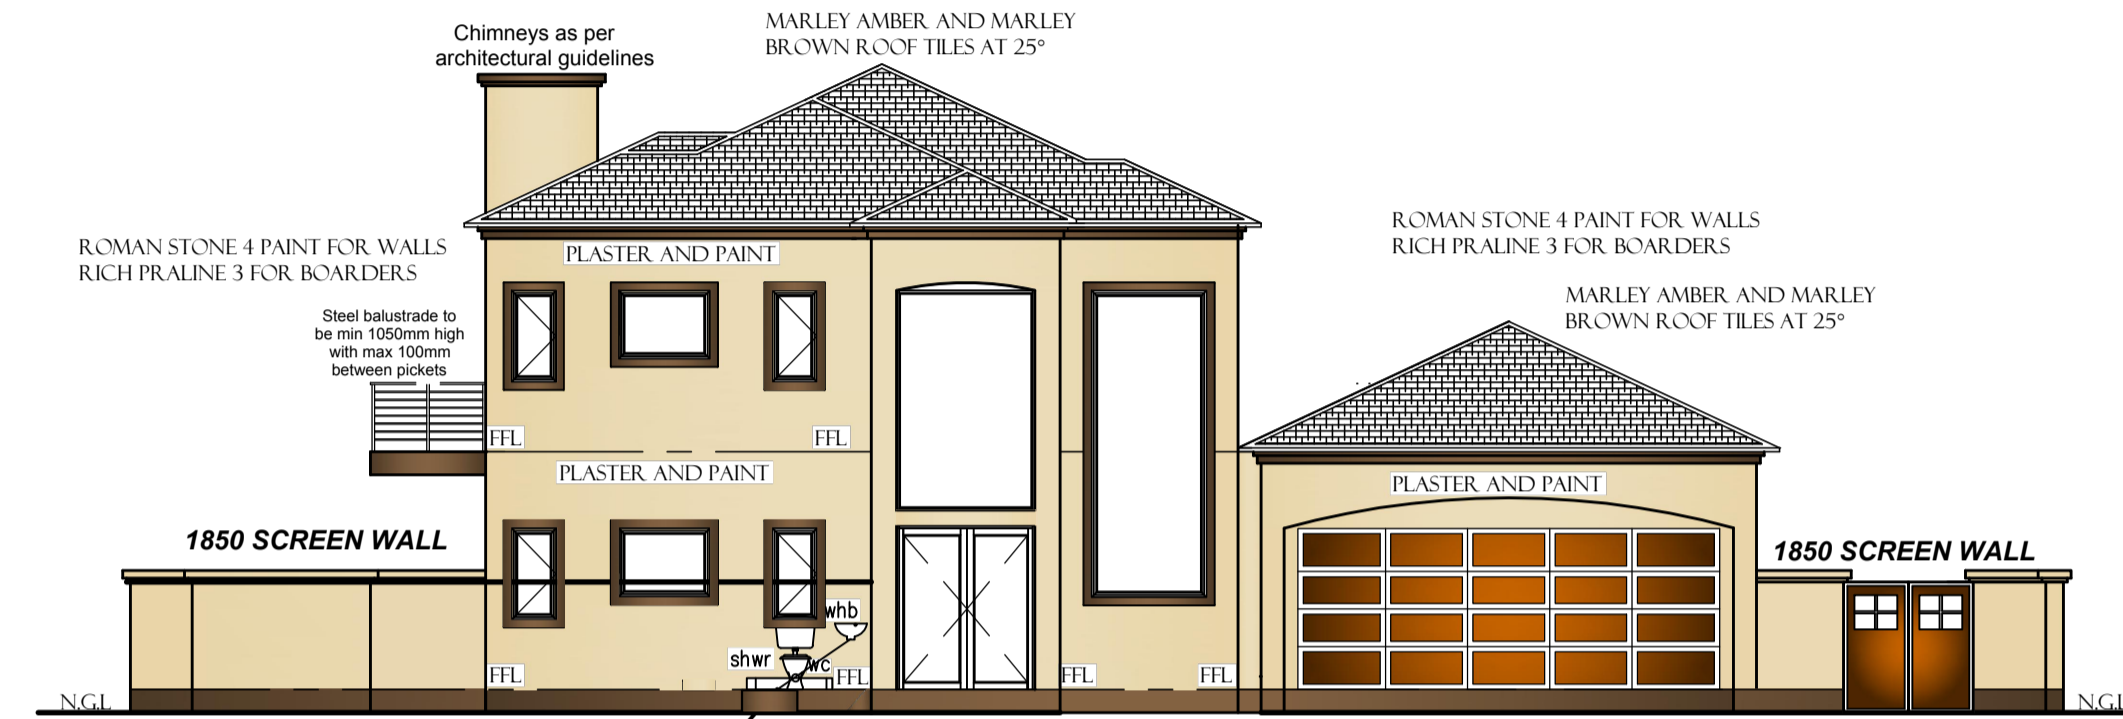 Chimneys as per
architectural guidelines
MARLEY AMBER AND MARLEY
BROWN ROOF TILES AT 25°
ROMAN STONE 4 PAINT FOR WALLS
RICH PRALINE 3 FOR BOARDERS
ROMAN STONE 4 PAINT FOR WALLS
RICH PRALINE 3 FOR BOARDERS
PLASTER AND PAINT
MARLEY AMBER AND MARLEY
BROWN ROOF TILES AT 25°
Steel balustrade to
be min 1050mm high
with max 100mm
between pickets
FFL
FFL
PLASTER AND PAINT
PLASTER AND PAINT
1850 SCREEN WALL
1850 SCREEN WALL
whb
shwr
wc
FFL
FFL
FFL
FFL
N.G.L
N.G.L